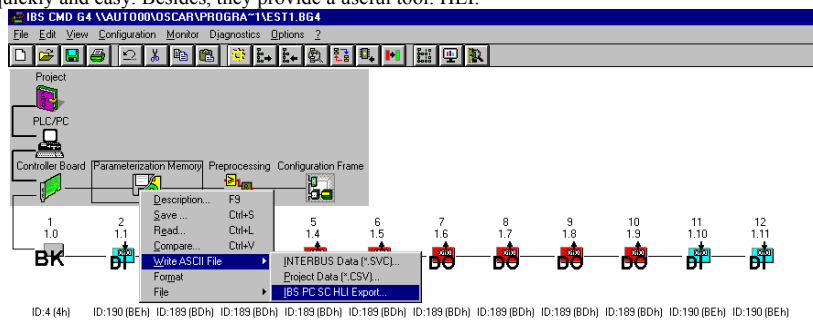 quickly and easy. Besides, they provide a useful tool: HLI.
IBS CMD G4 \\AUTO00\OSCAR\PROGRA~1\EST1.BG4
File Edit View Configuration Monitor Diagnostics Options ?
Project
PLC/PC
Controller Board Parameterization Memory Preprocessing Configuration Frame
Description... F9
Save ... Ctrl+S
Read... Ctrl+L
Compare... Ctrl+V
Write ASCII File
Format
File
INTERBUS Data (*.SVC)...
Project Data (*.CSV)...
IBS PC SC HLI Export...
1 2 5 6 7 8 9 10 11 12
1.0 1.1 1.4 1.5 1.6 1.7 1.8 1.9 1.10 1.11
BK DI DO DO DO DO DO DO DI DI
ID:4 (4h) ID:190 (BEh) ID:189 (BDh) ID:189 (BDh) ID:189 (BDh) ID:189 (BDh) ID:189 (BDh) ID:189 (BDh) ID:189 (BDh) ID:189 (BDh) ID:190 (BEh) ID:190 (BEh)